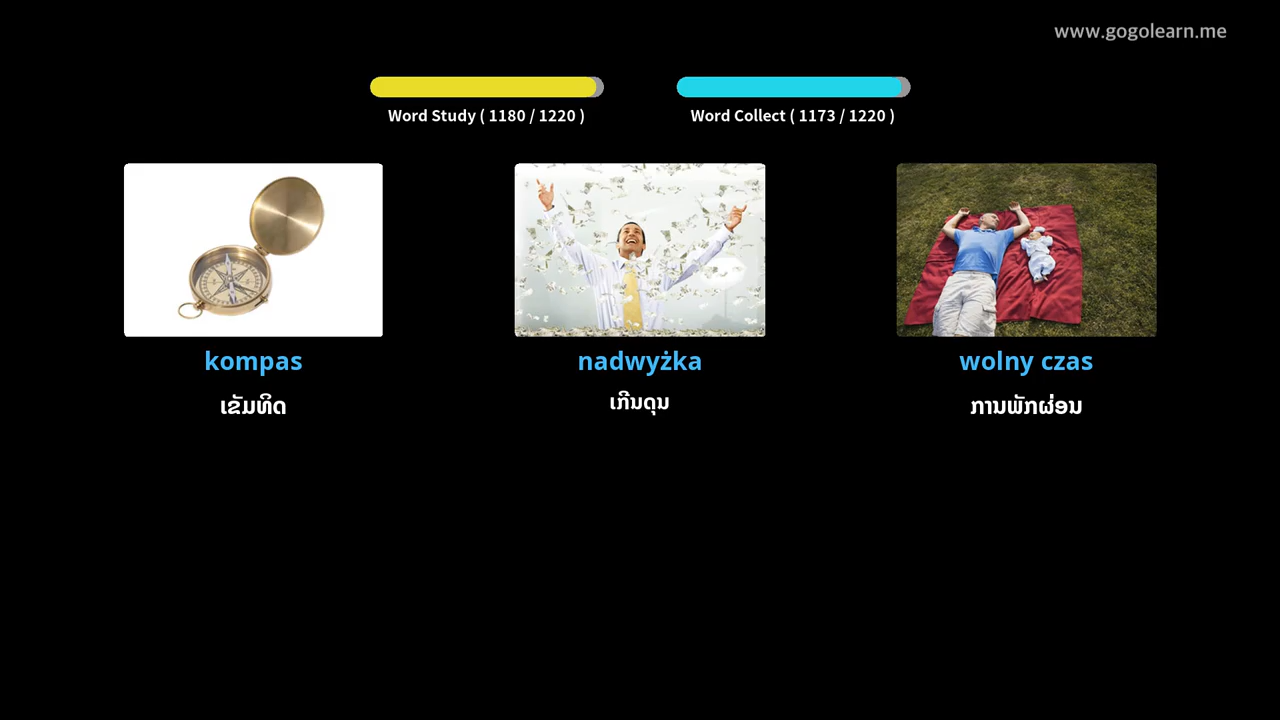 www.gogolearn.me
Word Study ( 1180 / 1220 )
Word Collect ( 1173 / 1220 )
kompas
nadwyżka
wolny czas
ເຂັມທິດ
ເກີນດຸນ
ການພັກຜ່ອນ